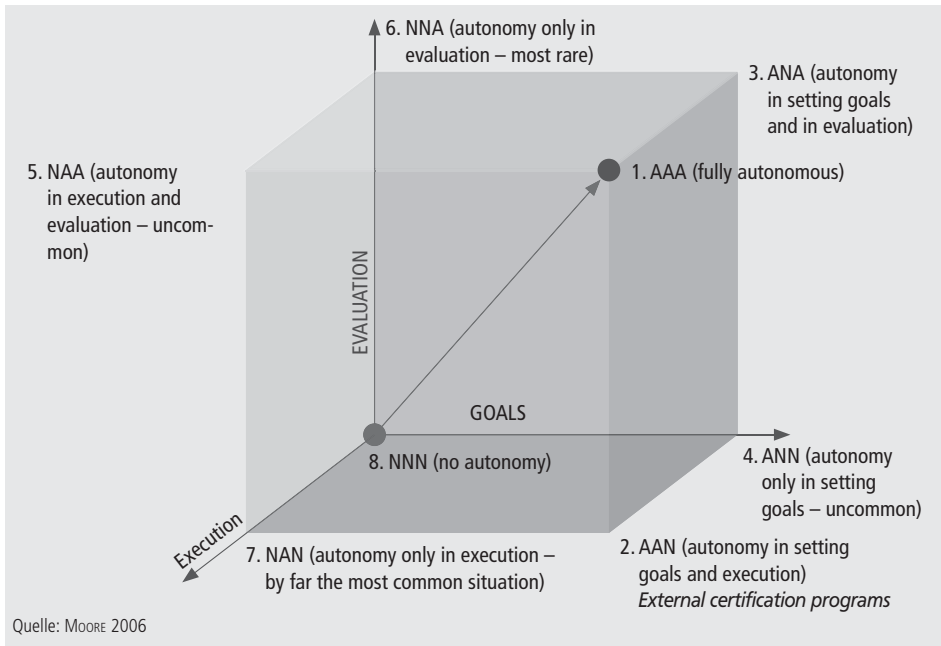 6. NNA (autonomy only in
evaluation – most rare)
3. ANA (autonomy
in setting goals
and in evaluation)
5. NAA (autonomy
in execution and
evaluation – uncom-
mon)
1. AAA (fully autonomous)
EVALUATION
GOALS
8. NNN (no autonomy)
4. ANN (autonomy
only in setting
goals – uncommon)
Execution
7. NAN (autonomy only in execution –
by far the most common situation)
2. AAN (autonomy in setting
goals and execution)
External certification programs
Quelle: MOORE 2006